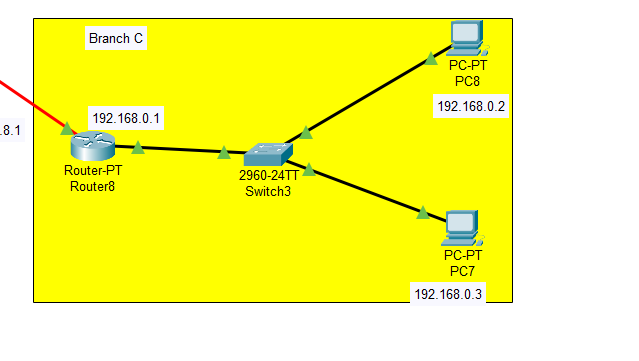 Branch C
PC-PT
PC8
192.168.0.2
192.168.0.1
.8.1
Router-PT
Router8
2960-24TT
Switch3
PC-PT
PC7
192.168.0.3